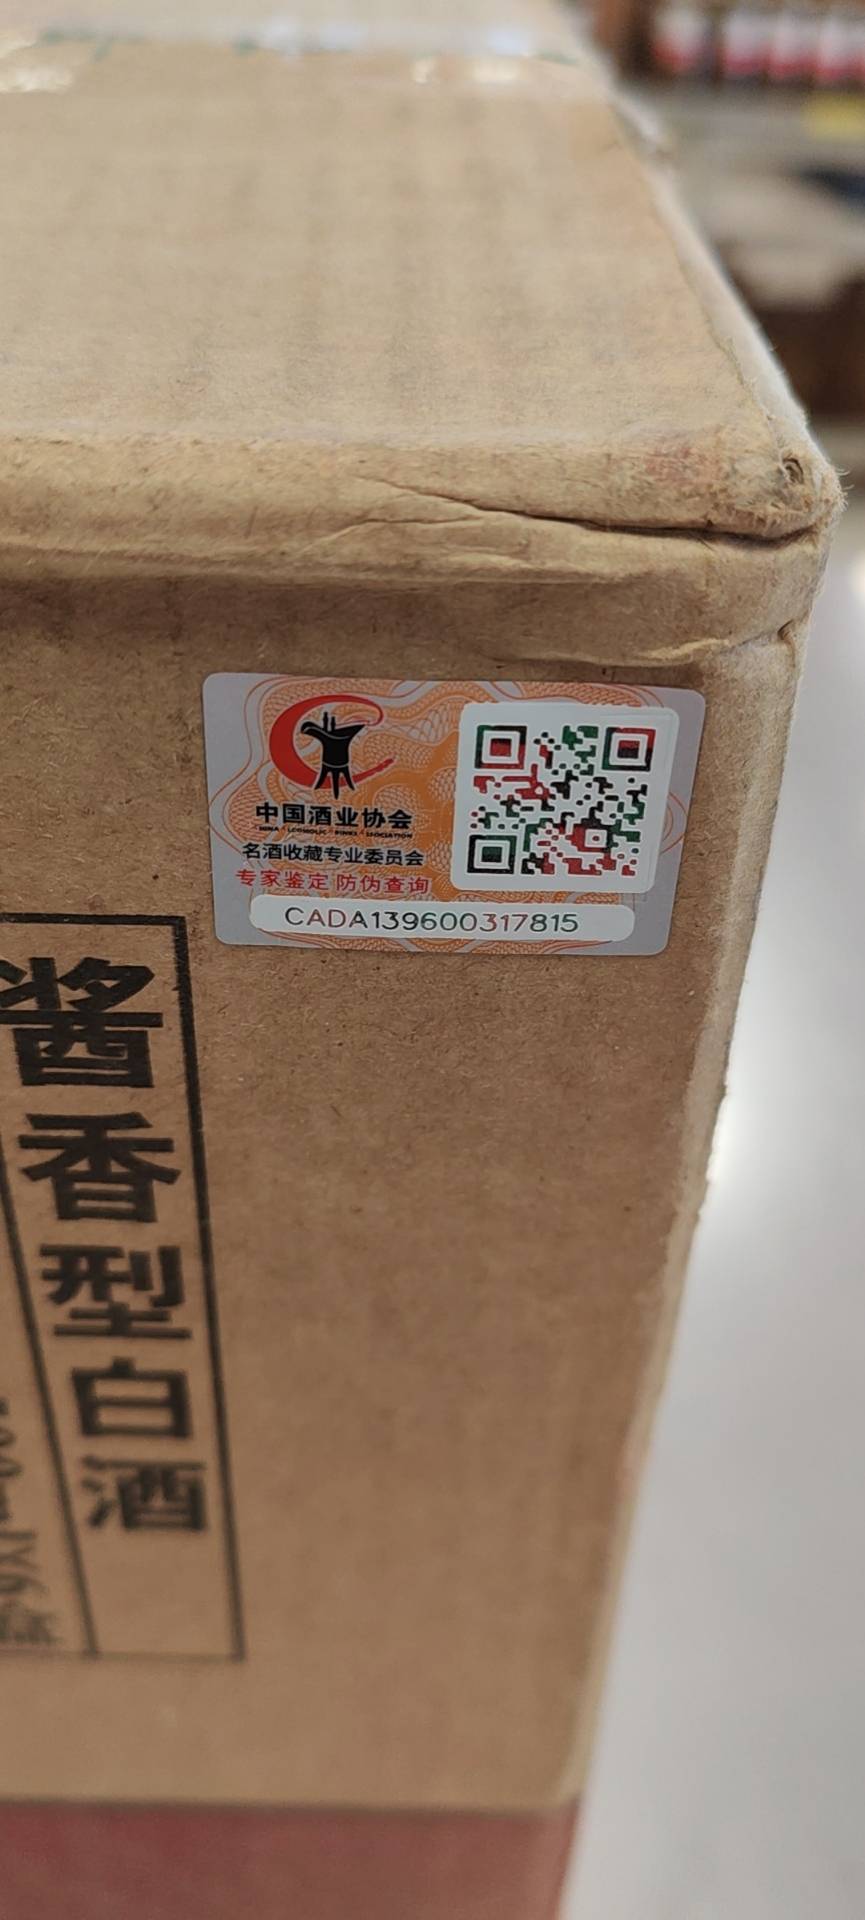 中国酒业协会
名酒收藏专业委员会
专家鉴定 防伪查询
CADA139600317815
酱香型白酒